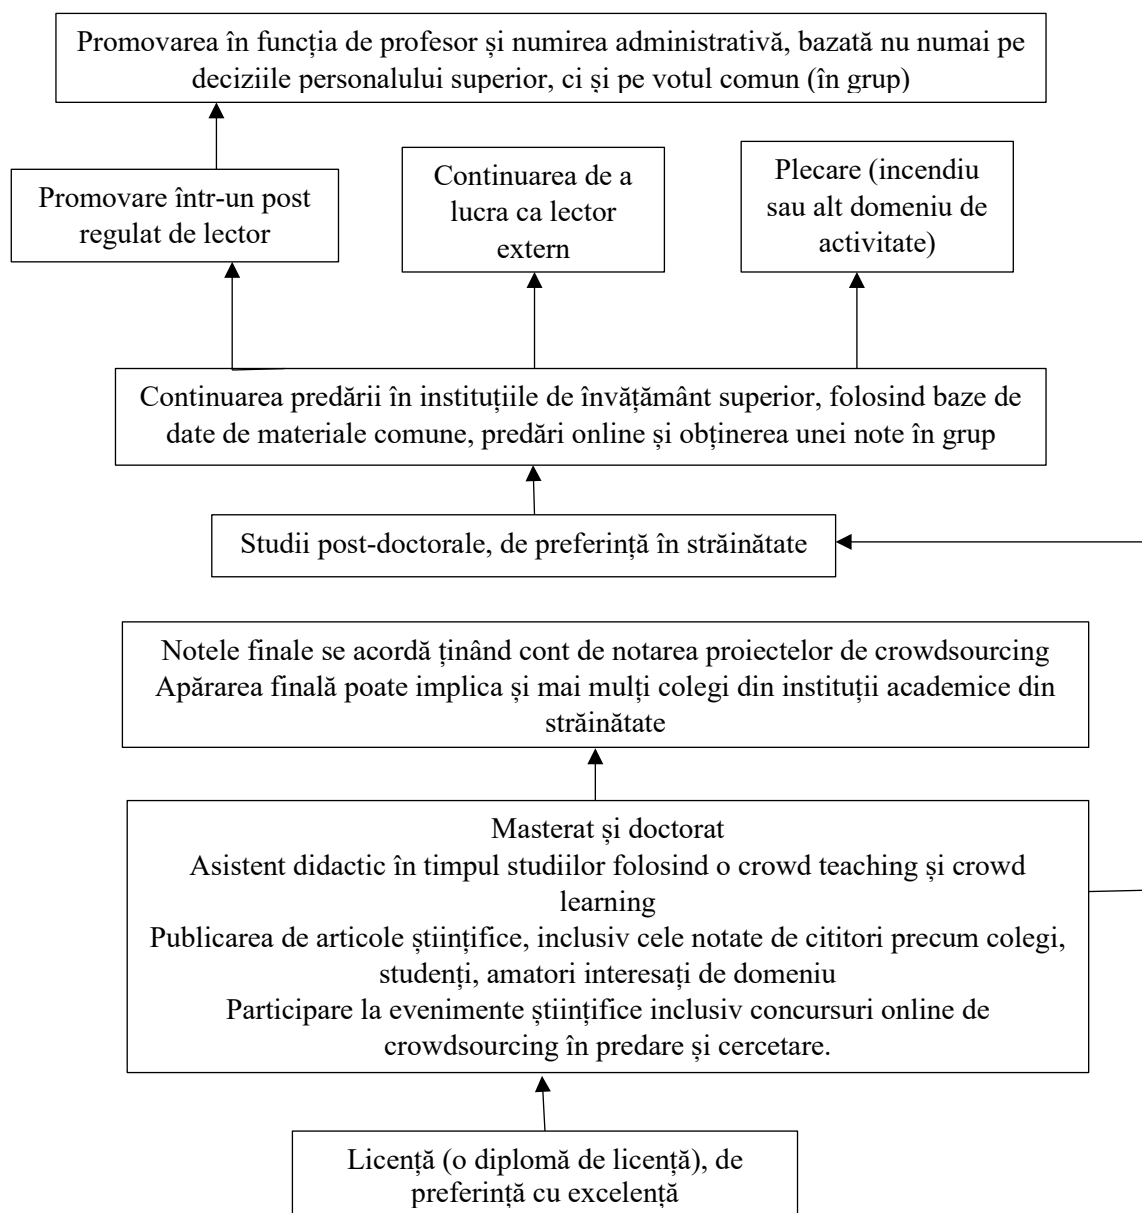 Promovarea în funcția de profesor și numirea administrativă, bazată nu numai pe
deciziile personalului superior, ci și pe votul comun (în grup)
Promovare într-un post
regulat de lector
Continuarea de a
lucra ca lector
extern
Plecare (incendiu
sau alt domeniu de
activitate)
Continuarea predării în instituțiile de învățământ superior, folosind baze de
date de materiale comune, predări online și obținerea unei note în grup
Studii post-doctorale, de preferință în străinătate
Notele finale se acordă ținând cont de notarea proiectelor de crowdsourcing
Apărarea finală poate implica și mai mulți colegi din instituții academice din
străinătate
Masterat și doctorat
Asistent didactic în timpul studiilor folosind o crowd teaching și crowd
learning
Publicarea de articole științifice, inclusiv cele notate de cititori precum colegi,
studenți, amatori interesați de domeniu
Participare la evenimente științifice inclusiv concursuri online de
crowdsourcing în predare și cercetare.
Licență (o diplomă de licență), de
preferință cu excelență